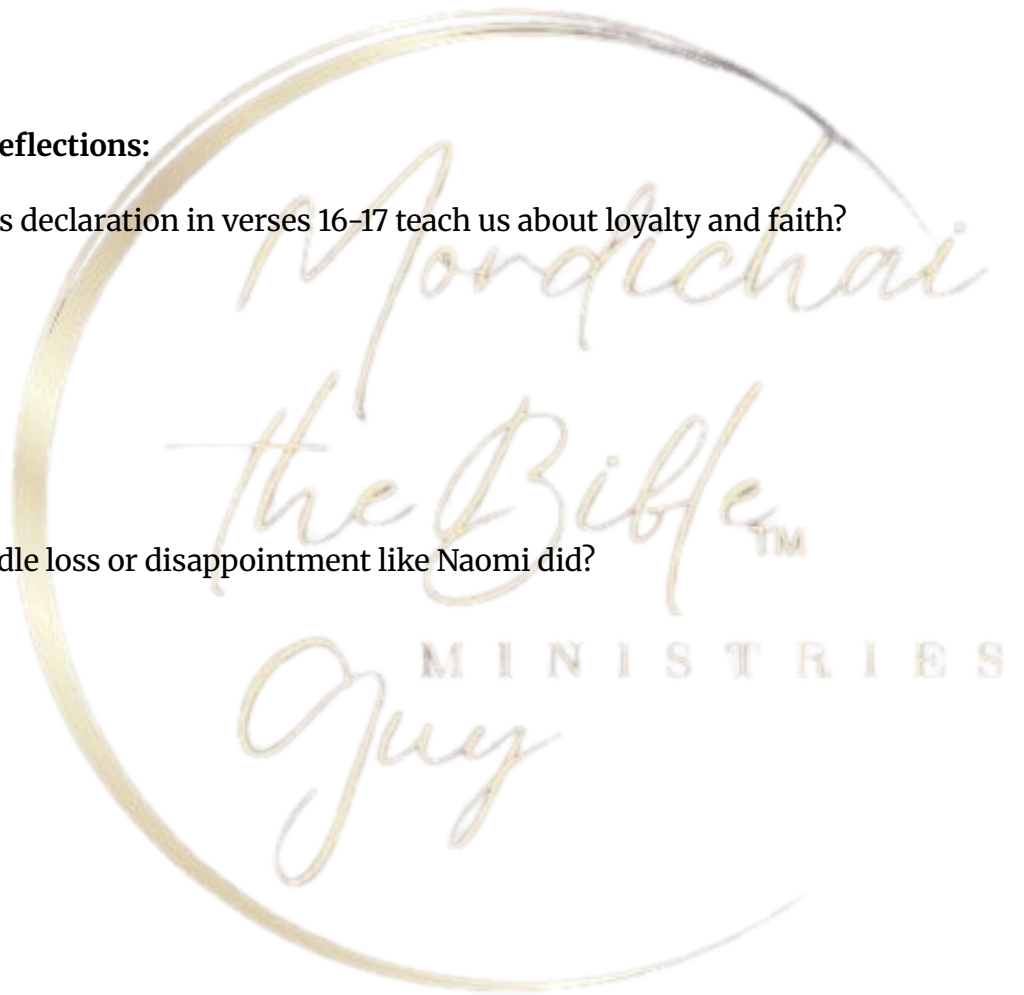 eflections:
s declaration in verses 16-17 teach us about loyalty and faith?
Mordichai
the Bible
TM
dle loss or disappointment like Naomi did?
MINISTRIES
Guy